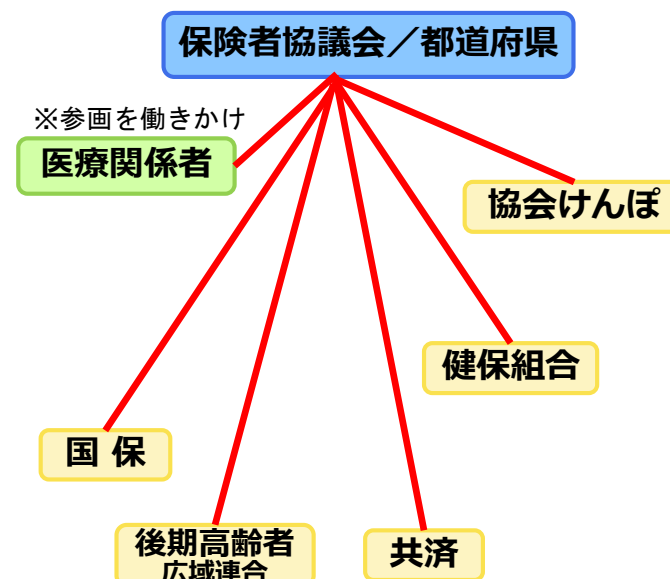 保険者協議会／都道府県
※参画を働きかけ
医療関係者
協会けんぽ
健保組合
国 保
後期高齢者
広域連合
共済